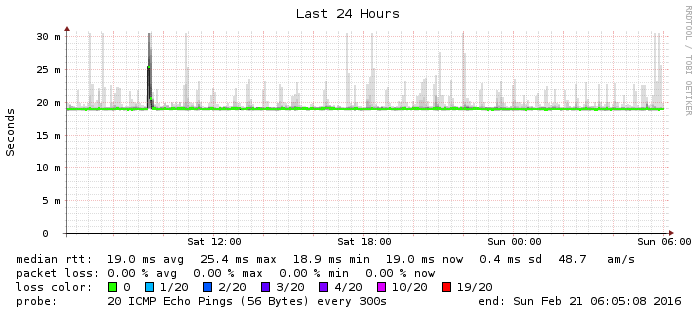 Last 24 Hours
RRDTOOL / TOBI OETIKER
Seconds
30 m
25 m
20 m
15 m
10 m
5 m
0
Sat 12:00 Sat 18:00 Sun 00:00 Sun 06:00
median rtt: 19.0 ms avg 25.4 ms max 18.9 ms min 19.0 ms now 0.4 ms sd 48.7 am/s
packet loss: 0.00 % avg 0.00 % max 0.00 % min 0.00 % now
loss color: 0 1/20 2/20 3/20 4/20 10/20 19/20
probe: 20 ICMP Echo Pings (56 Bytes) every 300s end: Sun Feb 21 06:05:08 2016